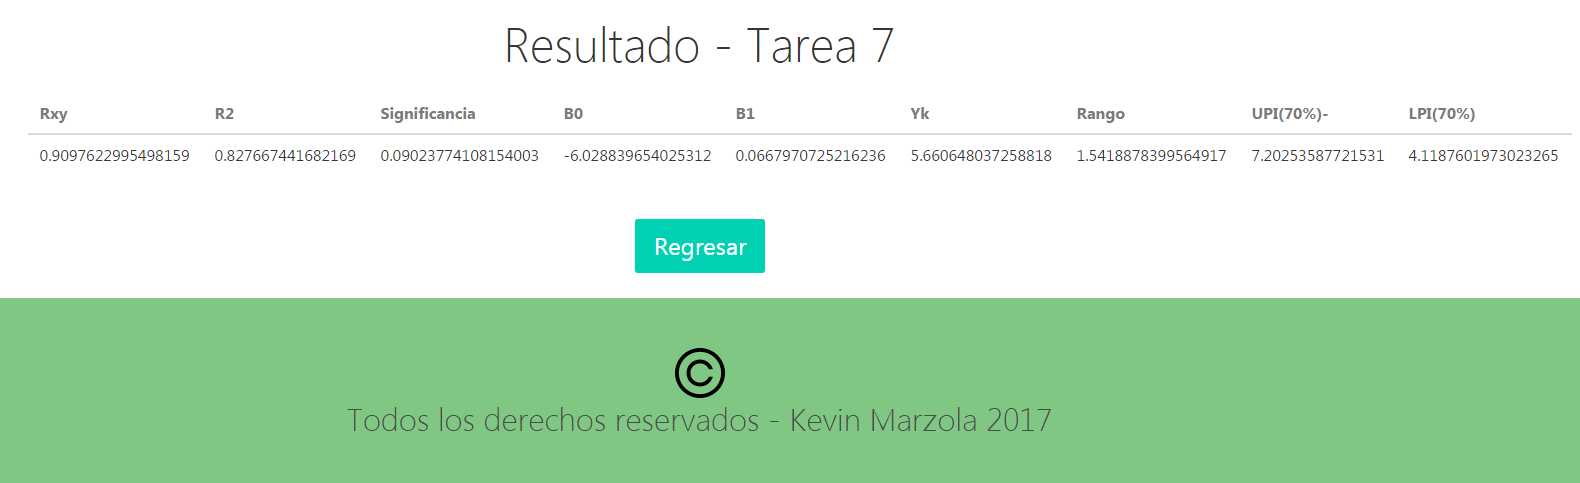 Resultado - Tarea 7
Rxy R2 Significancia B0 B1 Yk Rango UPI(70%)- LPI(70%)
0.9097622995498159 0.827667441682169 0.09023774108154003 -6.028839654025312 0.0667970725216236 5.660648037258818 1.5418878399564917 7.20253587721531 4.1187601973023265
Regresar
©
Todos los derechos reservados - Kevin Marzola 2017